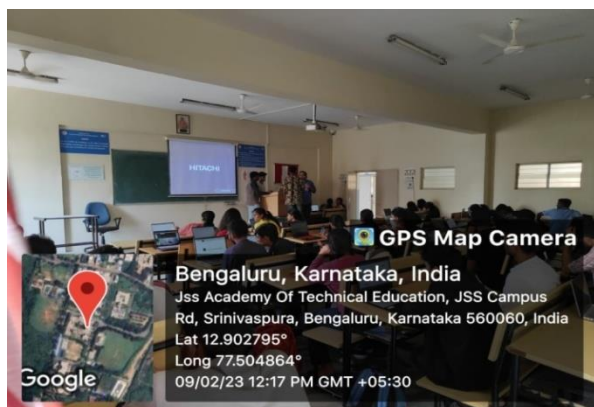 HITACHI
GPS Map Camera
Bengaluru, Karnataka, India
Jss Academy Of Technical Education, JSS Campus
Rd, Srinivaspura, Bengaluru, Karnataka 560060, India
Lat 12.902795°
Long 77.504864°
09/02/23 12:17 PM GMT +05:30
Google